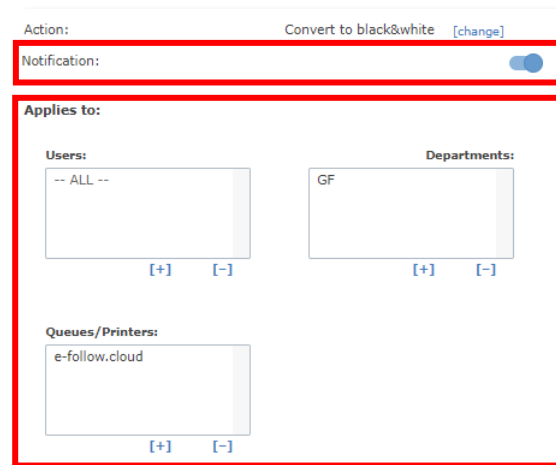 Action: Convert to black&white [change]
Notification:
Applies to:
Users: Departments:
-- ALL -- GF
[+] [−] [+] [−]
Queues/Printers:
e-follow.cloud
[+] [−]